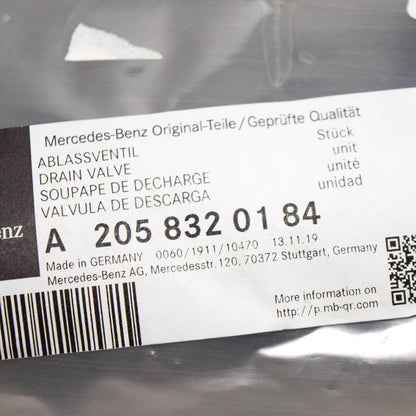 Mercedes-Benz Original-Teile/Geprüfte Qualität
ABLASSVENTIL Stück
DRAIN VALVE unit
SOUPAPE DE DECHARGE unité
VALVULA DE DESCARGA unidad
enz
A 205 832 01 84
Made in GERMANY 0060/1911/10470 13.11.19
Mercedes-Benz AG, Mercedesstr.120, 70372 Stuttgart, Germany
More information on
http://p.mb-qr.com